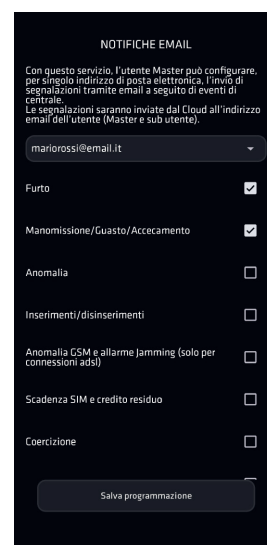 NOTIFICHE EMAIL
Con questo servizio, l'utente Master può configurare,
per singolo indirizzo di posta elettronica, l'invio di
segnalazioni tramite email a seguito di eventi di
centrale.
Le segnalazioni saranno inviate dal Cloud all'indirizzo
email dell'utente (Master e sub utente).
mariorossi@email.it
Furto
Manomissione/Guasto/Accecamento
Anomalia
Inserimenti/disinserimenti
Anomalia GSM e allarme Jamming (solo per
connessioni adsl)
Scadenza SIM e credito residuo
Coercizione
Salva programmazione